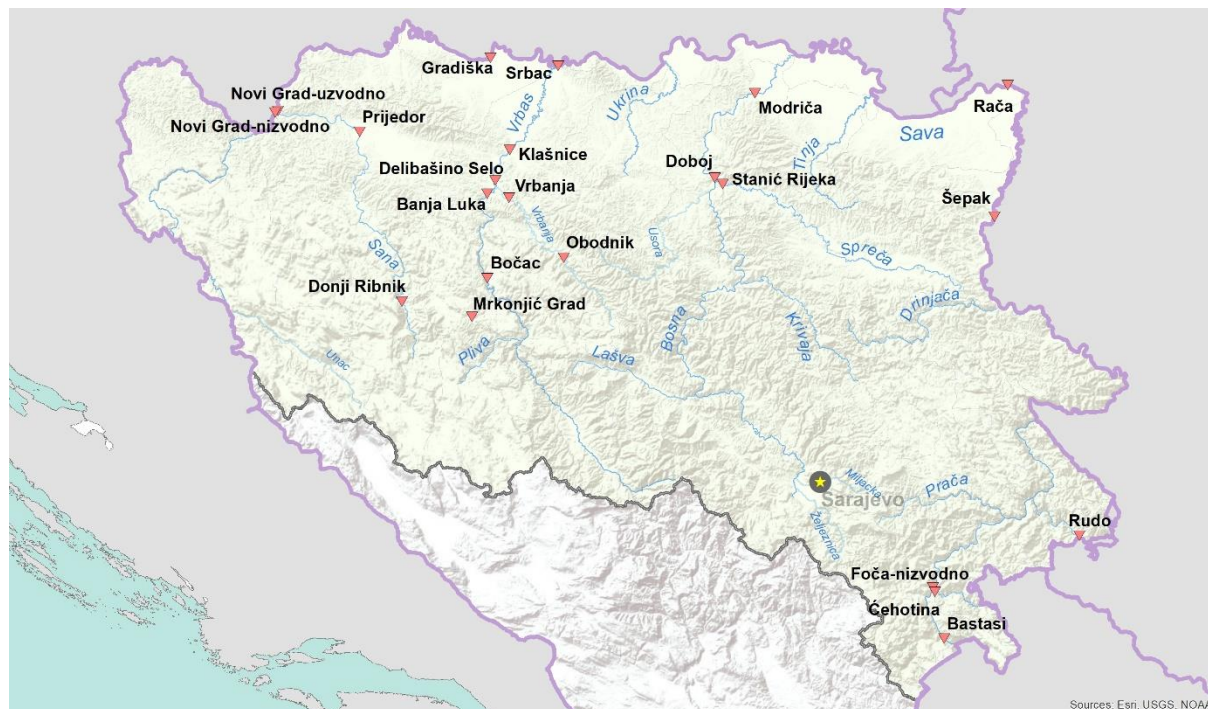 Gradiška
Srbac
Novi Grad-uzvodno
Novi Grad-nizvodno
Prijedor
Vrbas
Ukrina
Modriča
Rača
Sava
Tinja
Klašnice
Delibašino Selo
Vrbanja
Banja Luka
Doboj
Stanić Rijeka
Šepak
Vrbanja
Usora
Obodnik
Spreča
Sana
Bočac
Donji Ribnik
Mrkonjić Grad
Drinjača
Bosna
Krivaja
Pliva
Lašva
Unac
Miljacka
Prača
Sarajevo
Željeznica
Rudo
Foča-nizvodno
Ćehotina
Bastasi
Sources: Esri, USGS, NOAA